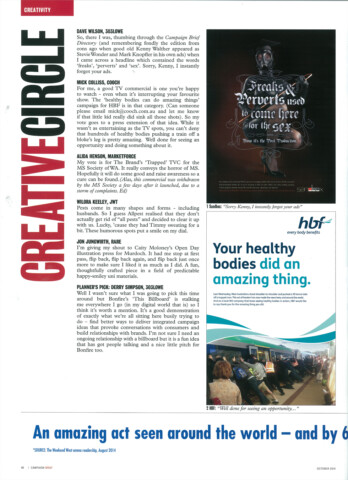 CREATIVITY
CREATIVE CIRCLE
DAVE WILSON, 303LOWE
So, there I was, thumbing through the Campaign Brief
Directory (and remembering fondly the edition from
eons ago when good old Kenny Walther appeared as
Stevie Wonder and Mark Knopfler in his own ads) when
I came across a headline which contained the words
'freaks', 'perverts' and 'sex'. Sorry, Kenny, I instantly
forgot your ads.
MICK COLLISS, COOCH
For me, a good TV commercial is one you're happy
to watch - even when it's interrupting your favourite
show. The 'healthy bodies can do amazing things'
campaign for HBF is in that category. (Can someone
please email mick@cooch.com.au and let me know
if that little kid really did sink all those shots). So my
vote goes to a press extension of that idea. While it
wasn't as entertaining as the TV spots, you can't deny
that hundreds of healthy bodies pushing a train off a
bloke's leg is pretty amazing. Well done for seeing an
opportunity and doing something about it.
ALIDA HENSON, MARKETFORCE
My vote is for The Brand's 'Trapped' TVC for the
MS Society of WA. It really conveys the horror of MS.
Hopefully it will do some good and raise awareness so a
cure can be found. (Alas, this commercial was withdrawn
by the MS Society a few days after it launched, due to a
storm of complaints. Ed)
WILORA KEELEY, JWT
Pests come in many shapes and forms - including
husbands. So I guess Allpest realised that they don't
actually get rid of "all pests" and decided to clear it up
with us. Lucky, 'cause they had Timmy sweating for a
bit. These humorous spots put a smile on my dial.
JON JONGWORTH, RARE
I'm giving my shout to Caity Moloney's Open Day
illustration press for Murdoch. It had me stop at first
pass, flip back, flip back again, and flip back just once
more to make sure I liked it as much as I did. A fun,
thoughtfully crafted piece in a field of predicable
happy-smiley uni materials.
PLANNER'S PICK: DERRY SIMPSON, 303LOWE
Well I wasn't sure what I was going to pick this time
around but Bonfire's 'This Billboard' is stalking
me everywhere I go (in my digital world that is) so I
think it's worth a mention. It's a good demonstration
of exactly what we're all sitting here busily trying to
do - find better ways to deliver integrated campaign
ideas that provoke conversations with consumers and
build relationships with brands. I'm not sure I need an
ongoing relationship with a billboard but it is a fun idea
that has got people talking and a nice little pitch for
Bonfire too.
Freaks &
Perverts used
to come here
for the sex
1 "Sorry, Kenny, I instantly forgot your ads"
hbf
every body benefits
Your healthy
bodies did an
amazing thing.
2 HBF: "Well done for seeing an opportunity..."
An amazing act seen around the world – and by 6
*SOURCE: The Weekend West average readership, August 2014
CAMPAIGN BRIEF
OCTOBER 2014